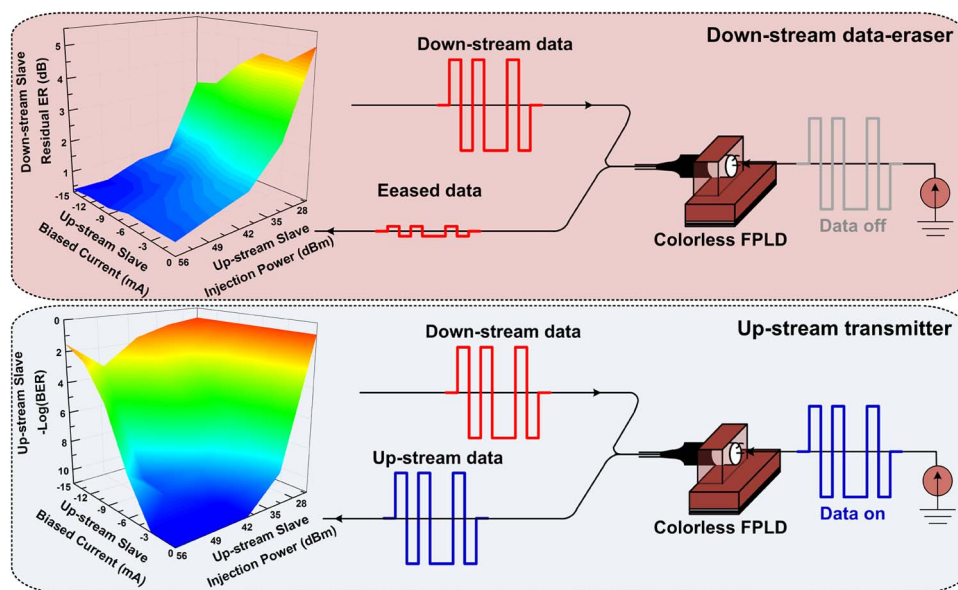 Down-stream data-eraser
Down-stream data
Eeased data
Colorless FPLD
Data off
Down-stream Slave
Residual ER (dB)
5
4
3
2
1
-15
-12
-9
-6
-3
0
Up-stream Slave
Biased Current (mA)
56
49
42
35
28
Up-stream Slave
Injection Power (dBm)
Up-stream transmitter
Down-stream data
Up-stream data
Colorless FPLD
Data on
Up-stream Slave
-Log(BER)
0
2
4
6
8
10
-15
-12
-9
-6
-3
0
Up-stream Slave
Biased Current (mA)
56
49
42
35
28
Up-stream Slave
Injection Power (dBm)